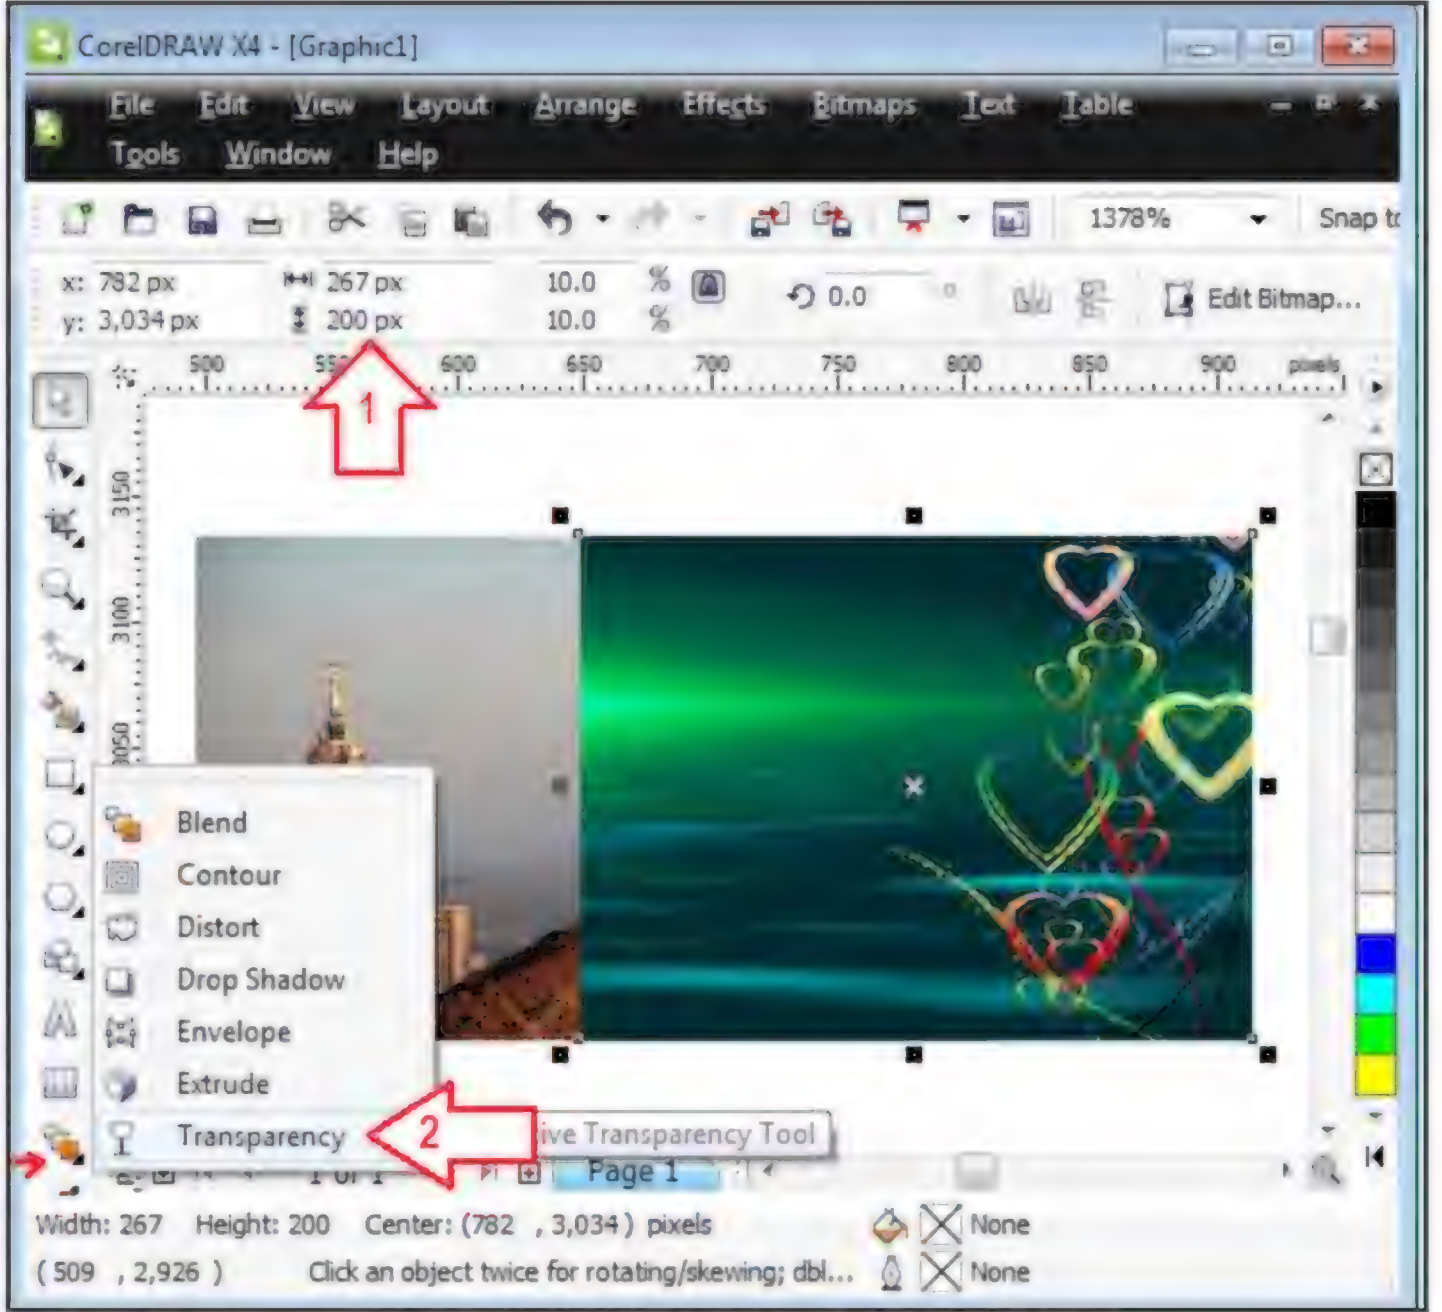 CorelDRAW X4 - [Graphic1]
File Edit View Layout Arrange Effects Bitmaps Text Table
Tools Window Help
1378% Snap to
x: 782 px 267 px 10.0 % 0.0 ° Edit Bitmap...
y: 3,034 px 200 px 10.0 %
500 550 600 650 700 750 800 850 900 pixels
1
3150
3100
3050
Blend
Contour
Distort
Drop Shadow
Envelope
Extrude
Transparency 2 ive Transparency Tool
1 of 1 Page 1
Width: 267 Height: 200 Center: (782 , 3,034 ) pixels None
( 509 , 2,926 ) Click an object twice for rotating/skewing; dbl... None